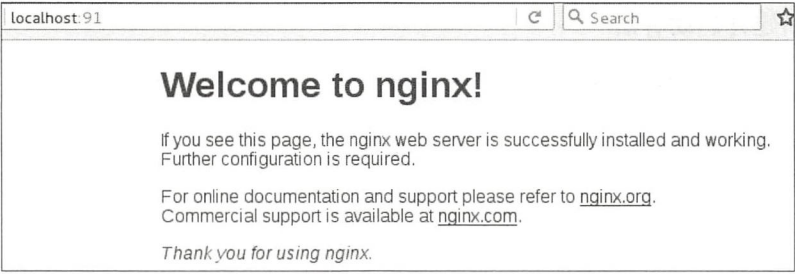 localhost:91
Search
Welcome to nginx!
If you see this page, the nginx web server is successfully installed and working.
Further configuration is required.
For online documentation and support please refer to nginx.org.
Commercial support is available at nginx.com.
Thank you for using nginx.